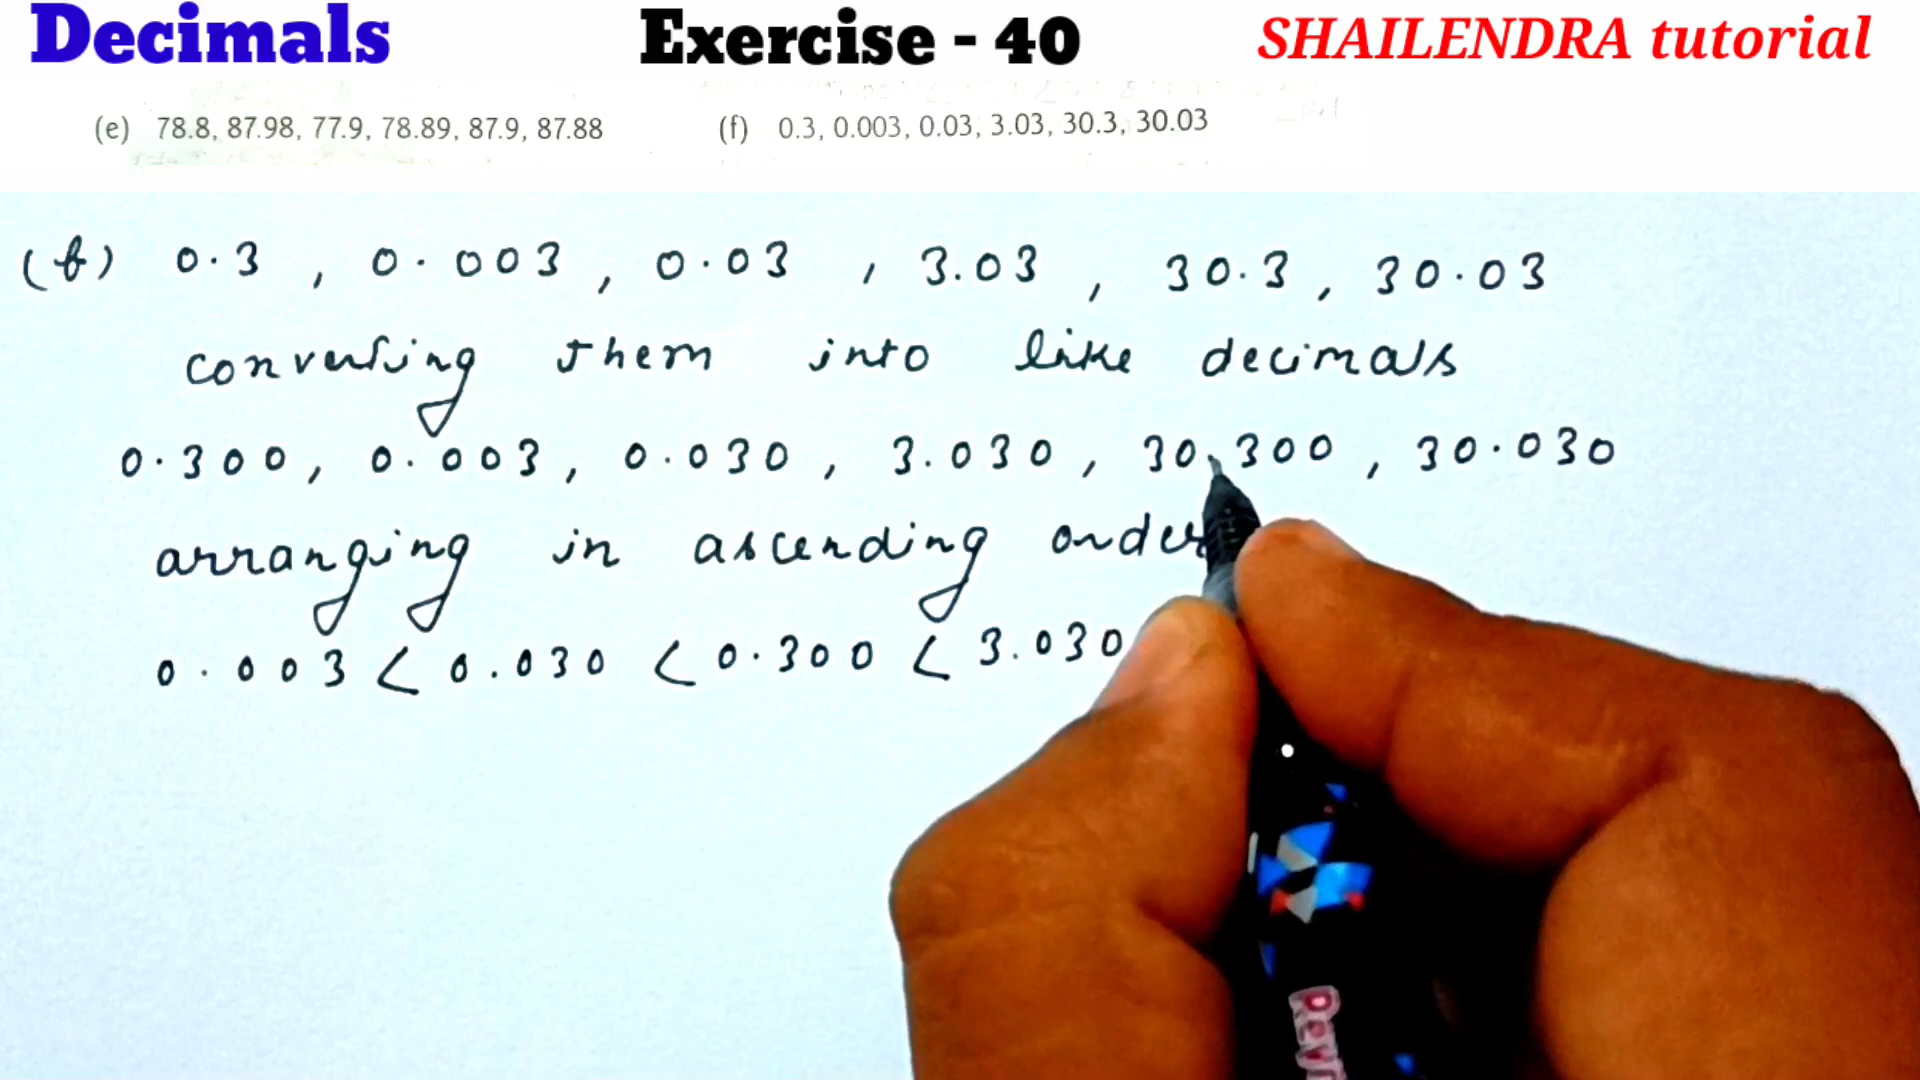 Decimals Exercise - 40 SHAILENDRA tutorial
(e) 78.8, 87.98, 77.9, 78.89, 87.9, 87.88 (f) 0.3, 0.003, 0.03, 3.03, 30.3, 30.03
(f) 0.3 , 0.003 , 0.03 , 3.03 , 30.3 , 30.03
converting them into like decimals
0.300, 0.003, 0.030 , 3.030 , 30.300 , 30.030
arranging in ascending order
0.003 < 0.030 < 0.300 < 3.030